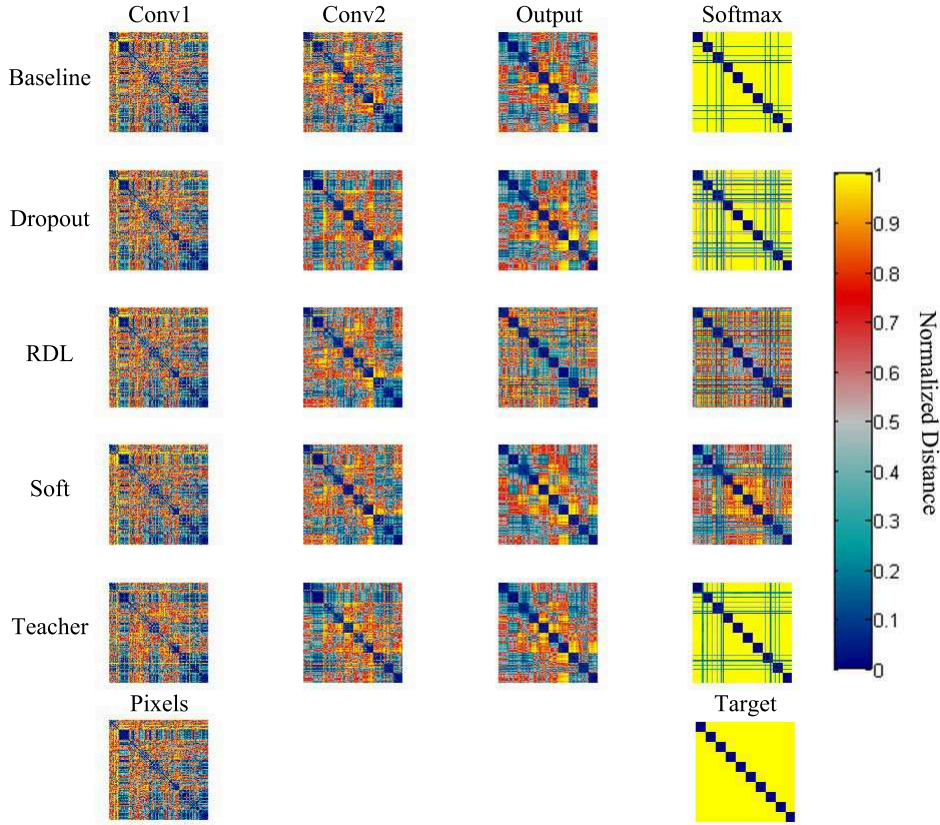 Conv1 Conv2 Output Softmax
Baseline
Dropout
RDL
Soft
Teacher
Pixels Target
1
0.9
0.8
0.7
0.6
0.5
0.4
0.3
0.2
0.1
0
Normalized Distance